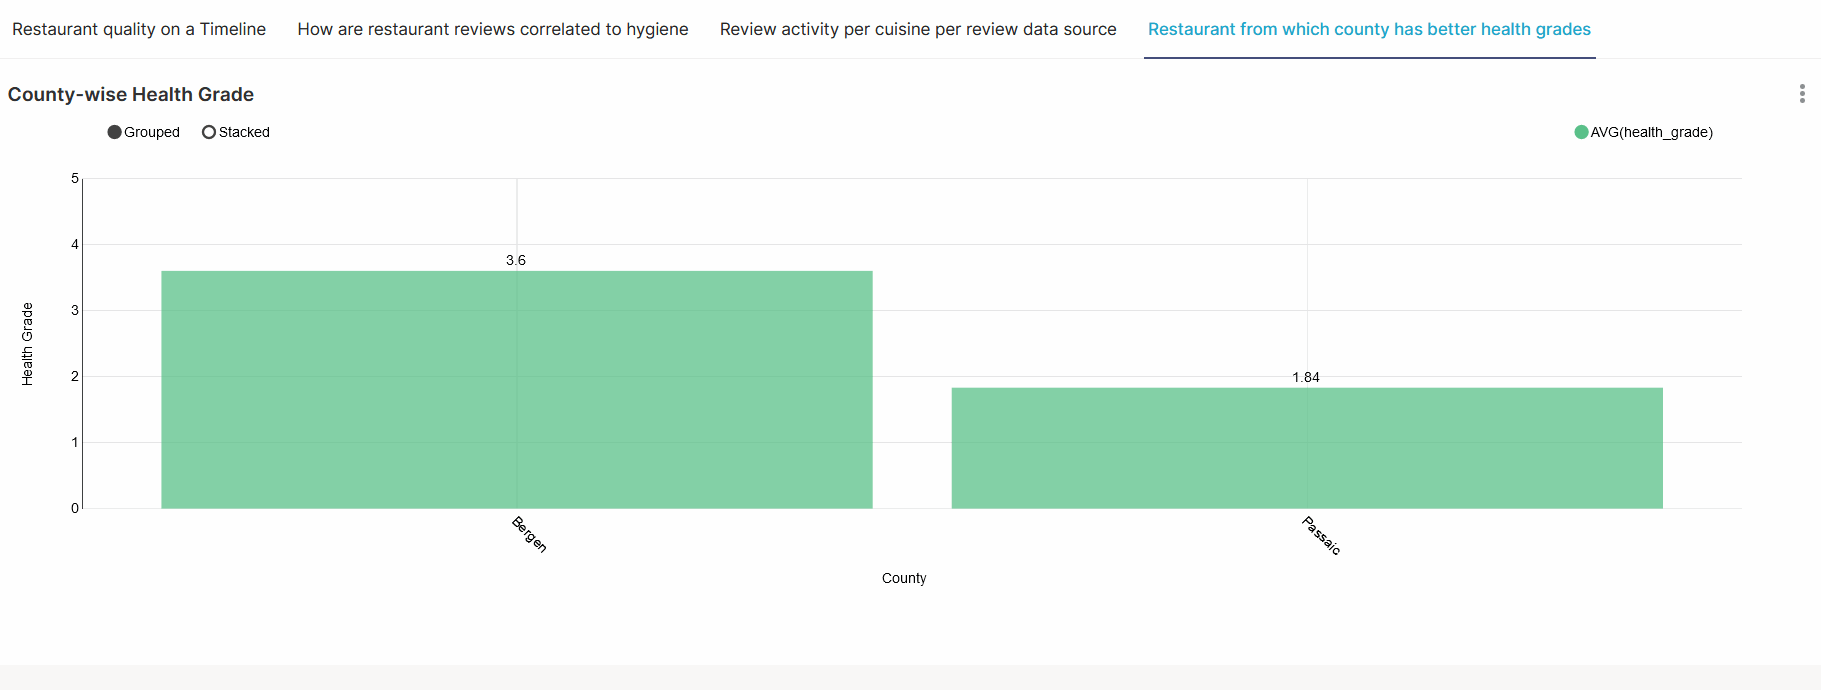 Restaurant quality on a Timeline How are restaurant reviews correlated to hygiene Review activity per cuisine per review data source Restaurant from which county has better health grades
County-wise Health Grade
Grouped Stacked AVG(health_grade)
5
4
3.6
3
Health Grade
2
1.84
1
0
Bergen Passaic
County